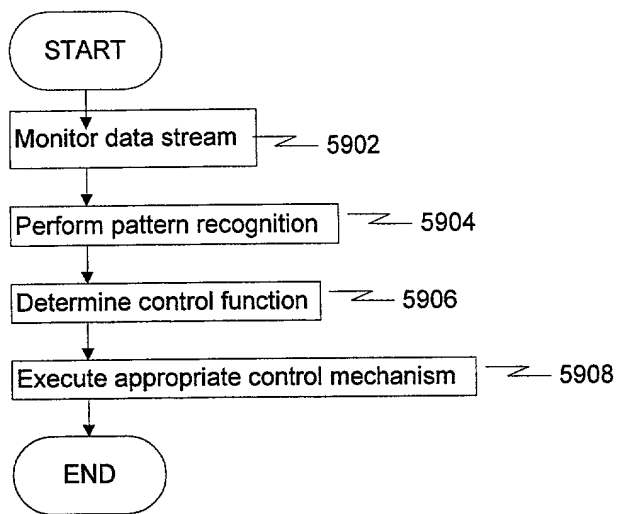 START
Monitor data stream 5902
Perform pattern recognition 5904
Determine control function 5906
Execute appropriate control mechanism 5908
END